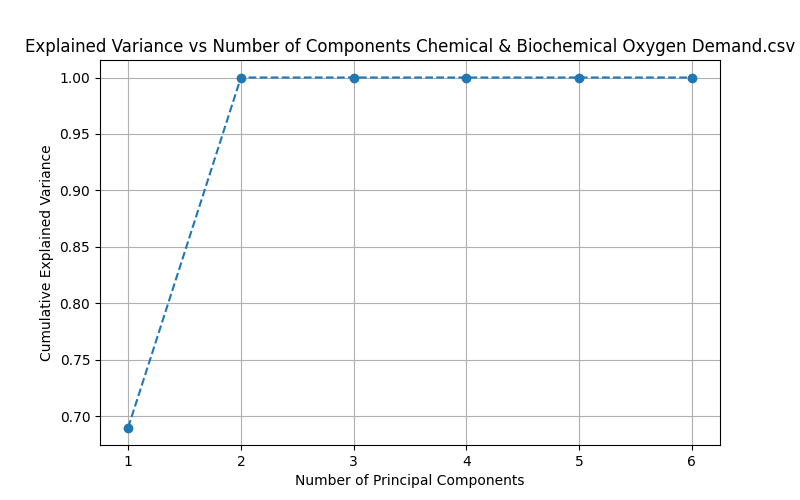 Explained Variance vs Number of Components Chemical & Biochemical Oxygen Demand.csv
1.00
0.95
0.90
0.85
0.80
0.75
0.70
Cumulative Explained Variance
1 2 3 4 5 6
Number of Principal Components